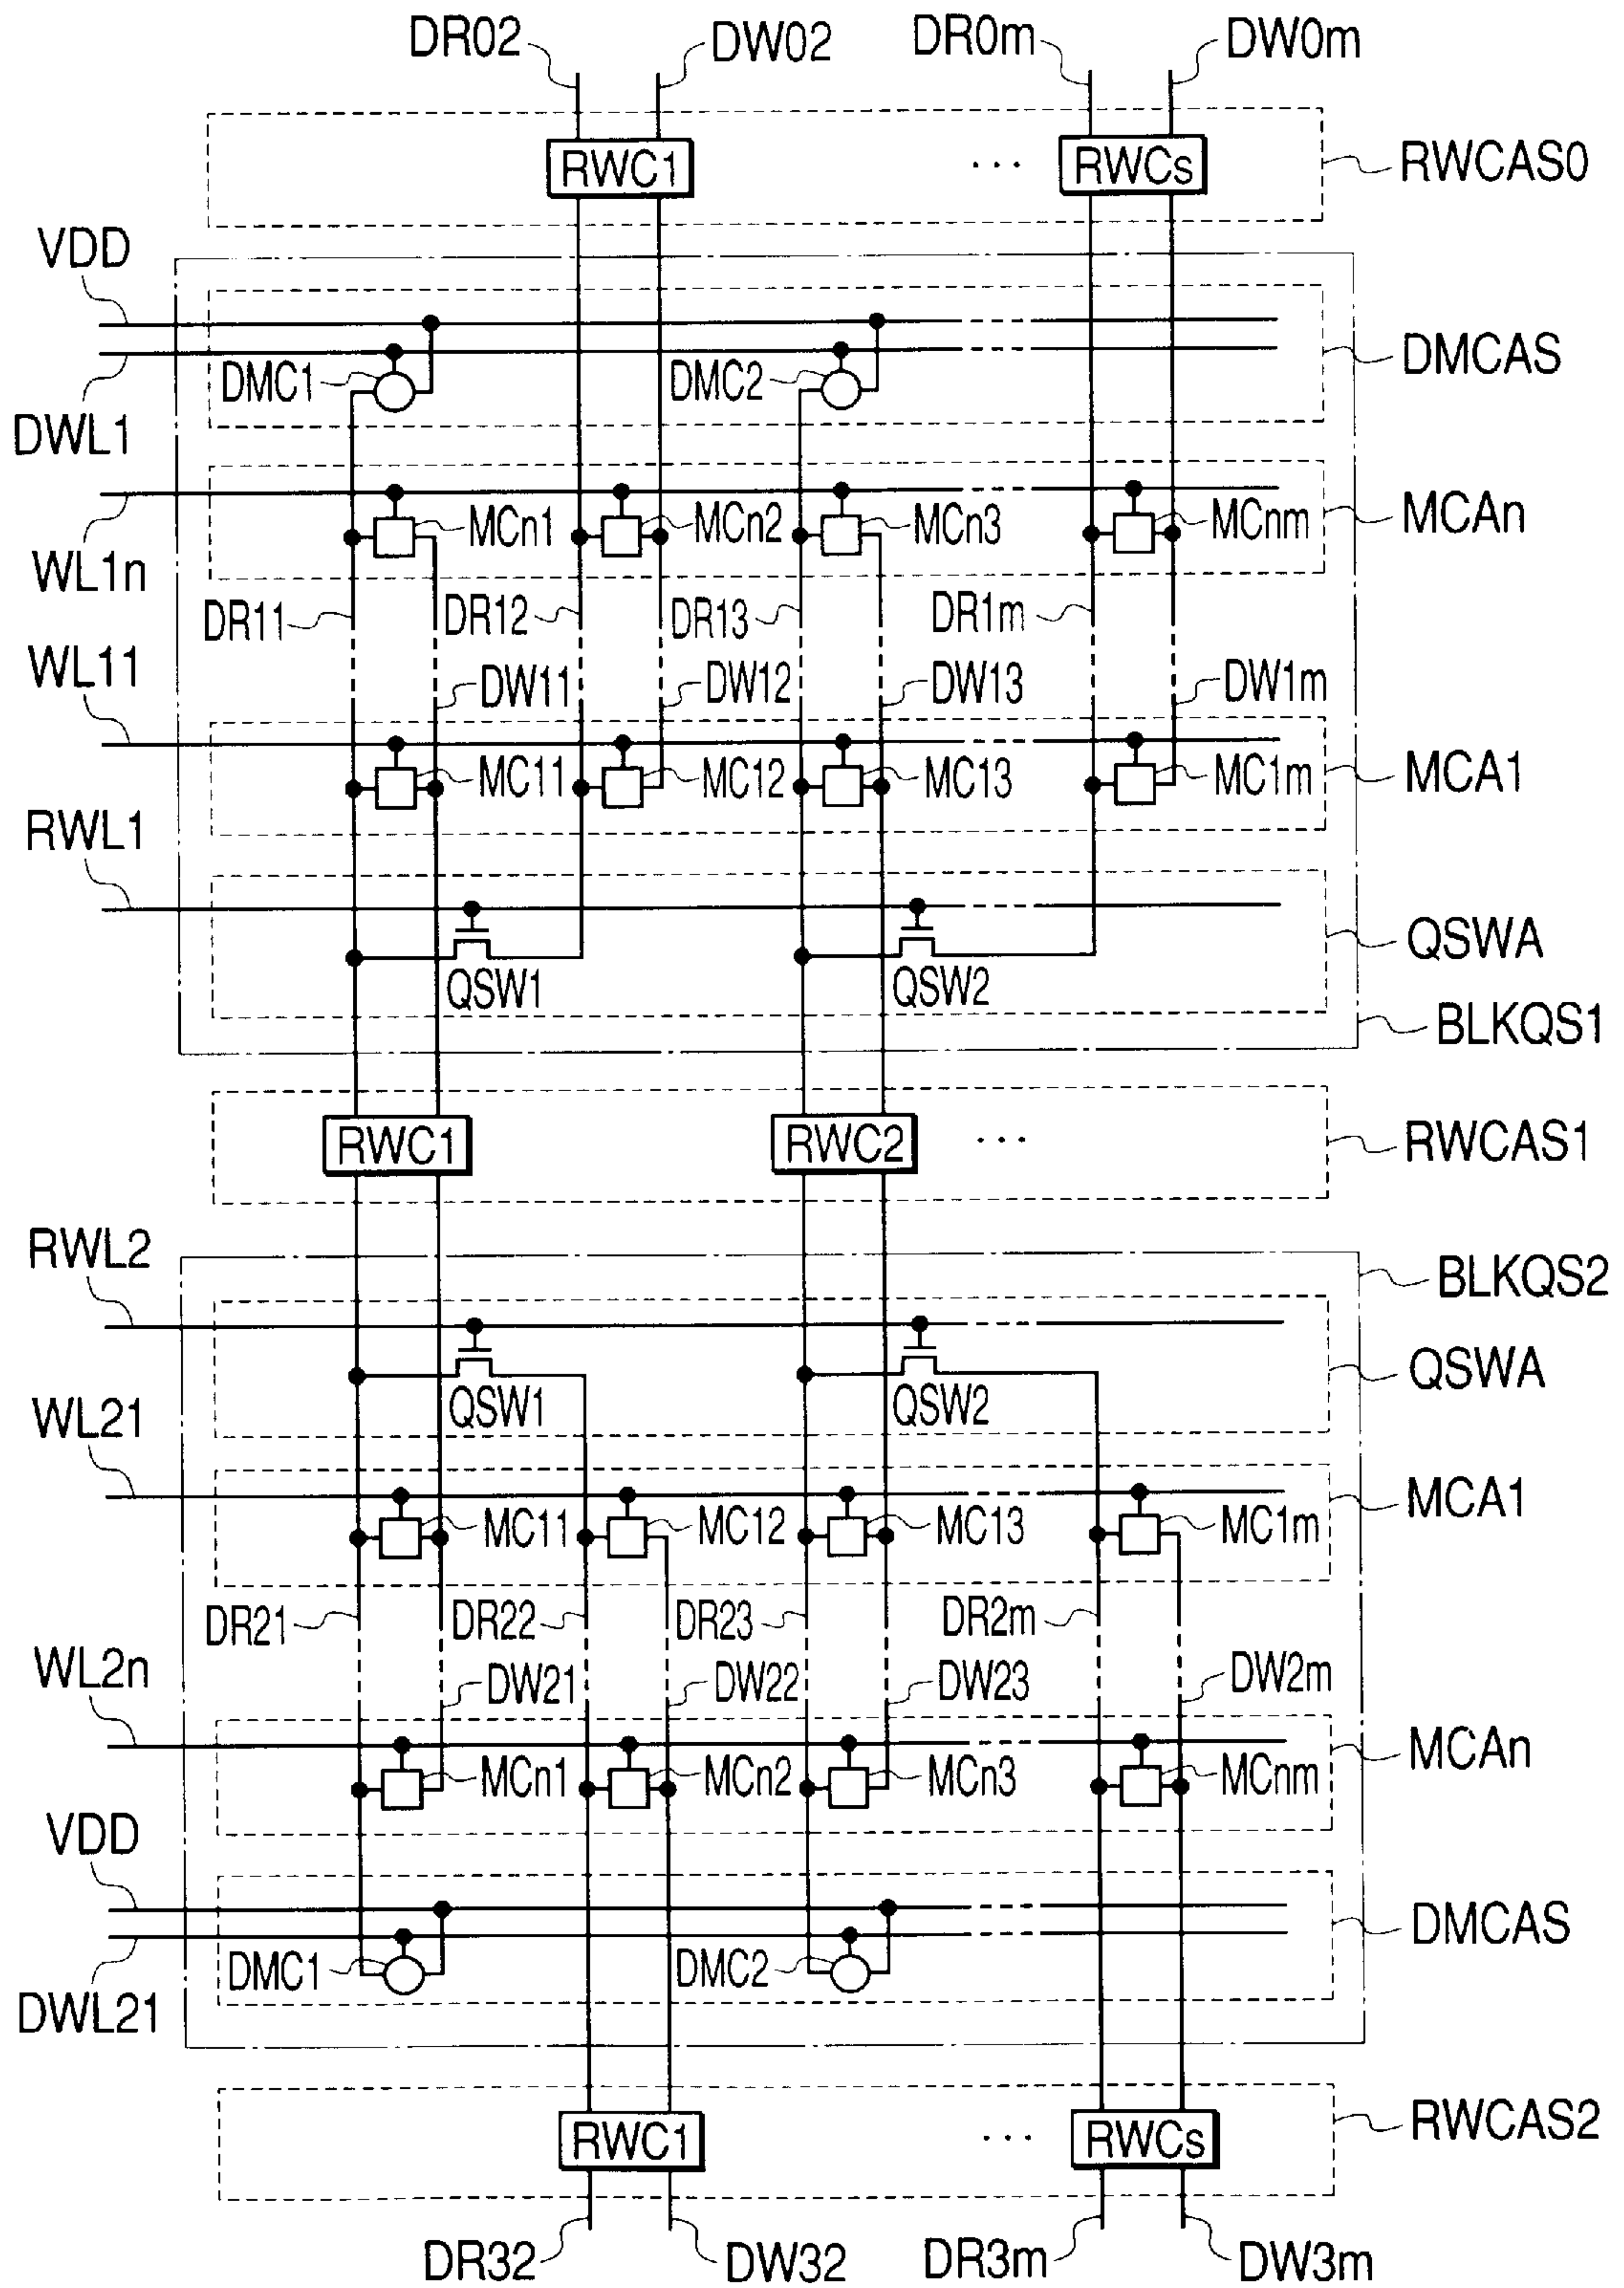 DR02 DW02 DR0m DW0m
RWC1 ... RWCs RWCAS0
VDD
DMC1 DMC2 DMCAS
DWL1
MCn1 MCn2 MCn3 MCnm MCAn
WL1n
DR11 DR12 DR13 DR1m
WL11
DW11 DW12 DW13 DW1m
MC11 MC12 MC13 MC1m MCA1
RWL1
QSWA
QSW1 QSW2
BLKQS1
RWC1 RWC2 ... RWCAS1
RWL2
BLKQS2
QSWA
QSW1 QSW2
WL21
MC11 MC12 MC13 MC1m MCA1
DR21 DR22 DR23 DR2m
WL2n
DW21 DW22 DW23 DW2m
MCn1 MCn2 MCn3 MCnm MCAn
VDD
DMCAS
DMC1 DMC2
DWL21
RWC1 ... RWCs RWCAS2
DR32 DW32 DR3m DW3m